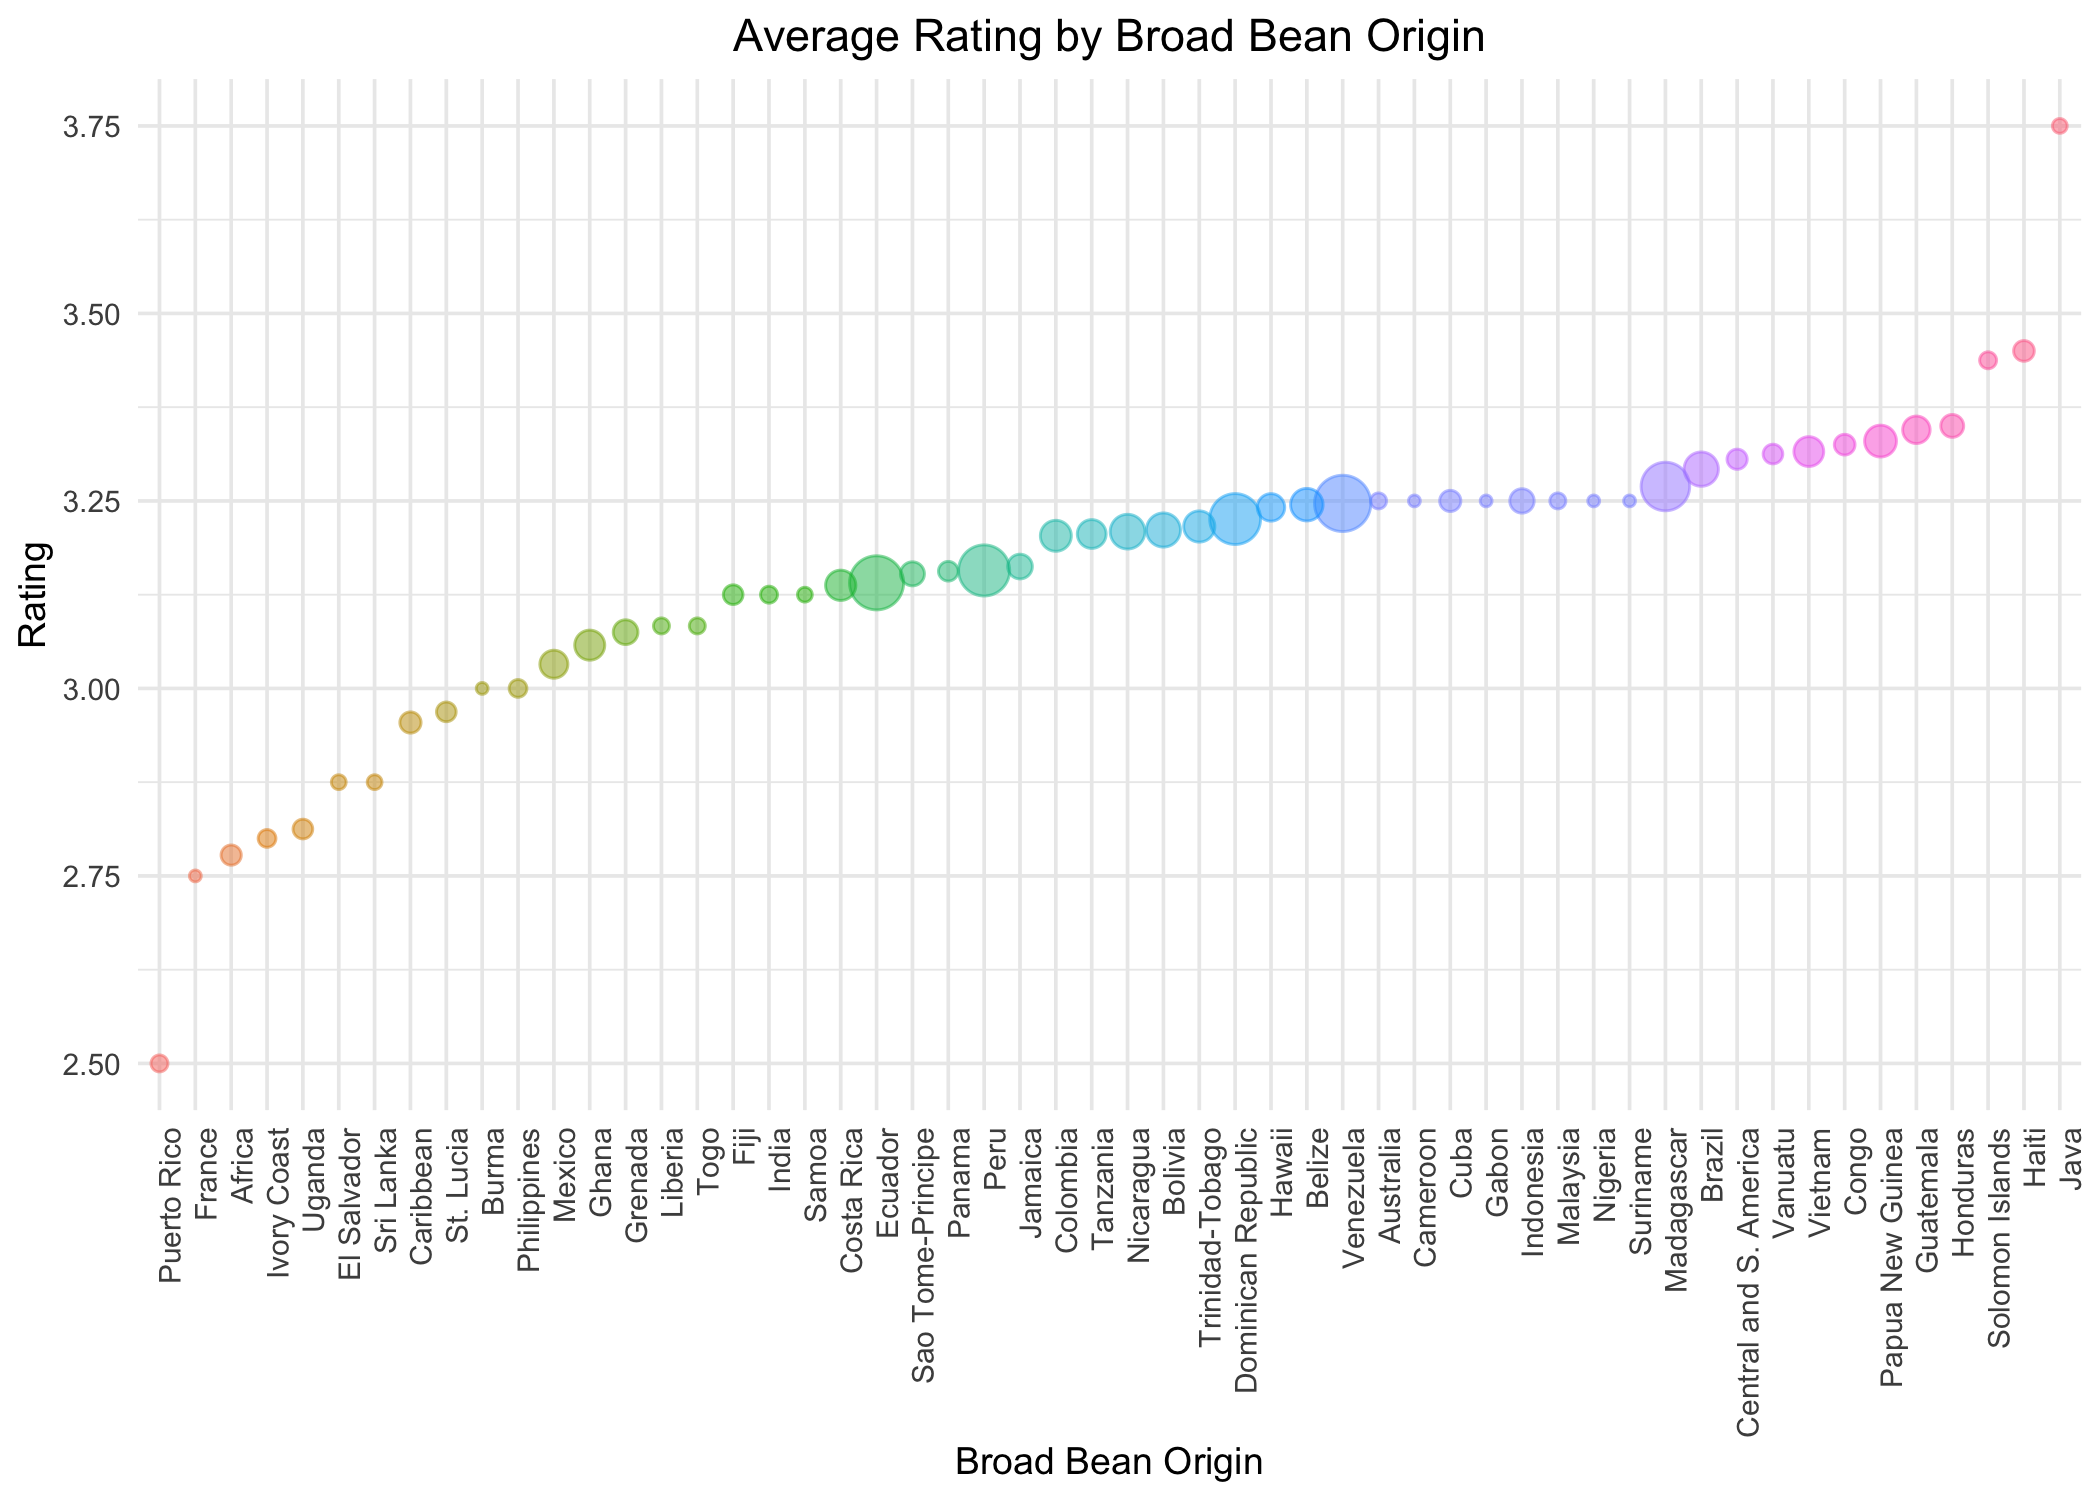 Average Rating by Broad Bean Origin
3.75
3.50
3.25
3.00
2.75
2.50
Rating
Puerto Rico
France
Africa
Ivory Coast
Uganda
El Salvador
Sri Lanka
Caribbean
St. Lucia
Burma
Philippines
Mexico
Ghana
Grenada
Liberia
Togo
Fiji
India
Samoa
Costa Rica
Ecuador
Sao Tome-Principe
Panama
Peru
Jamaica
Colombia
Tanzania
Nicaragua
Bolivia
Trinidad-Tobago
Dominican Republic
Hawaii
Belize
Venezuela
Australia
Cameroon
Cuba
Gabon
Indonesia
Malaysia
Nigeria
Suriname
Madagascar
Brazil
Central and S. America
Vanuatu
Vietnam
Congo
Papua New Guinea
Guatemala
Honduras
Solomon Islands
Haiti
Java
Broad Bean Origin